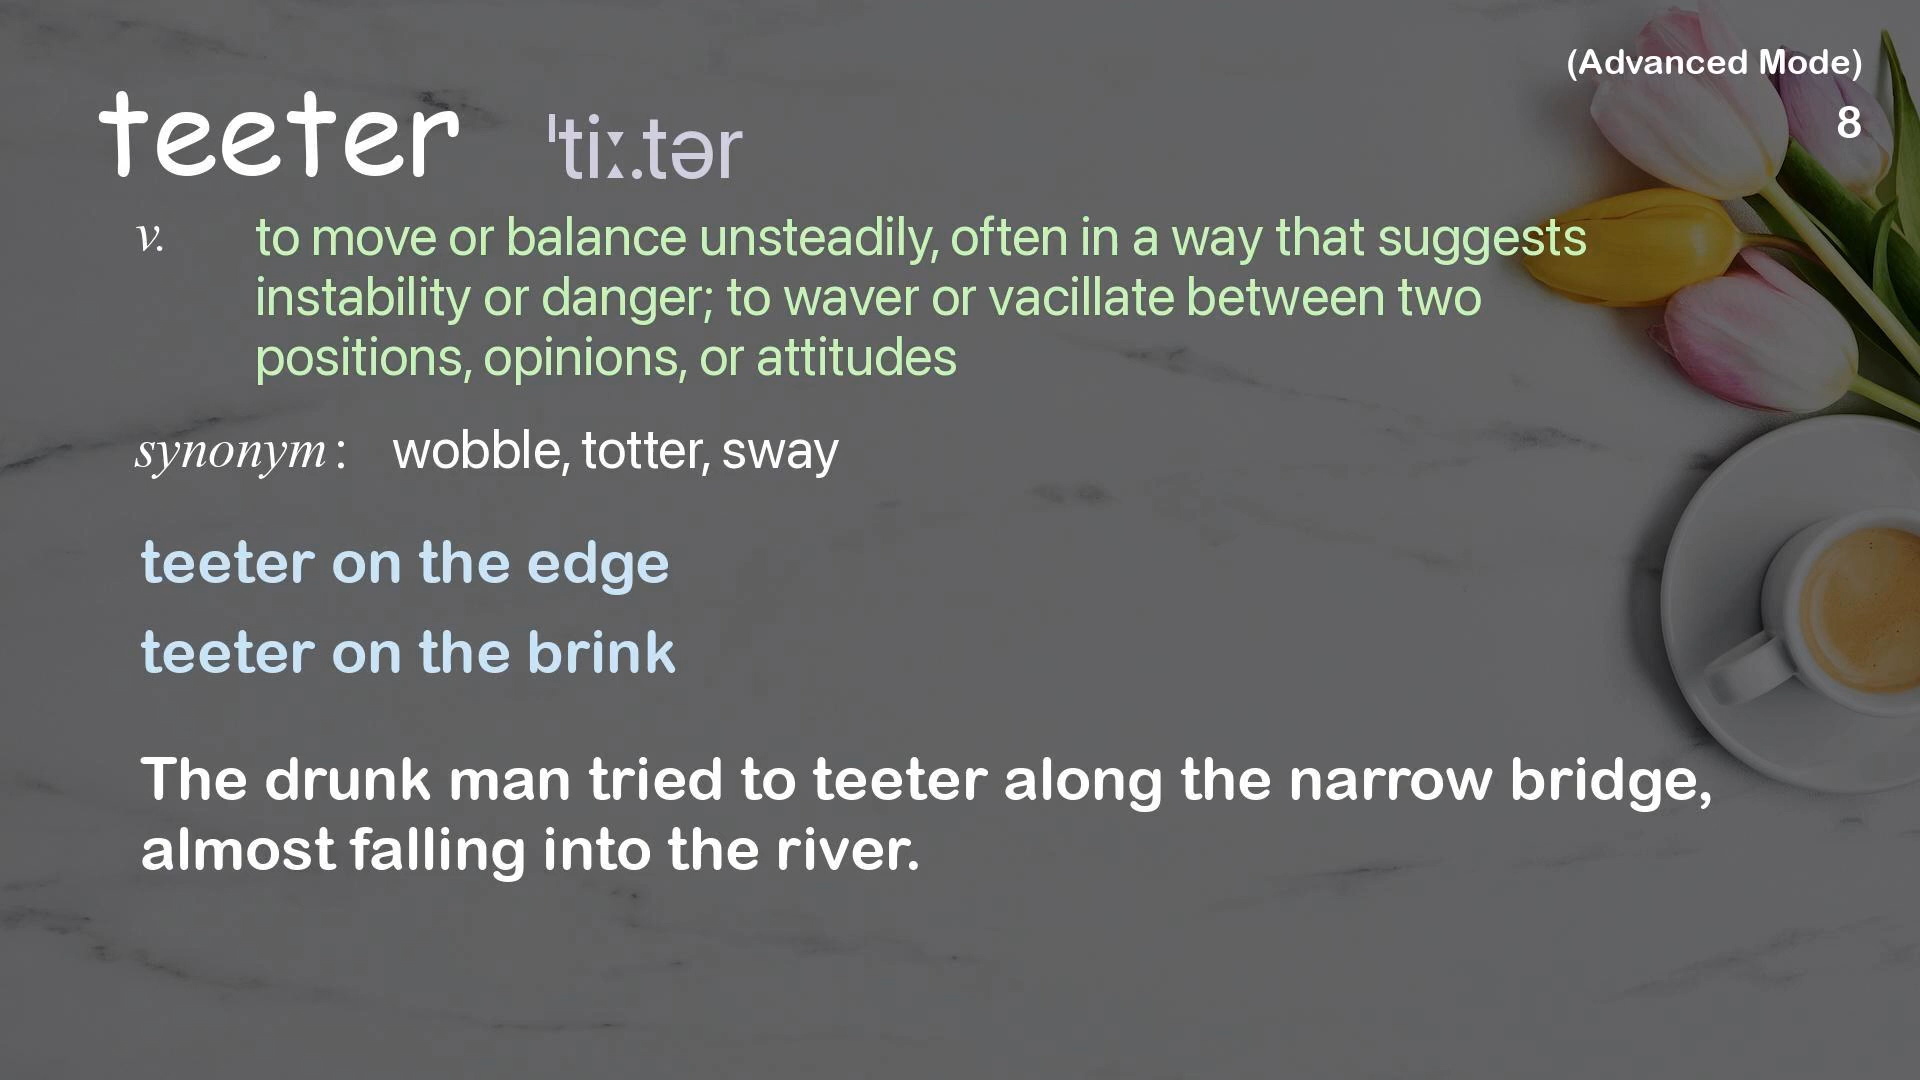 (Advanced Mode)
teeter ˈtiː.tər
8
v. to move or balance unsteadily, often in a way that suggests
instability or danger; to waver or vacillate between two
positions, opinions, or attitudes
synonym: wobble, totter, sway
teeter on the edge
teeter on the brink
The drunk man tried to teeter along the narrow bridge,
almost falling into the river.